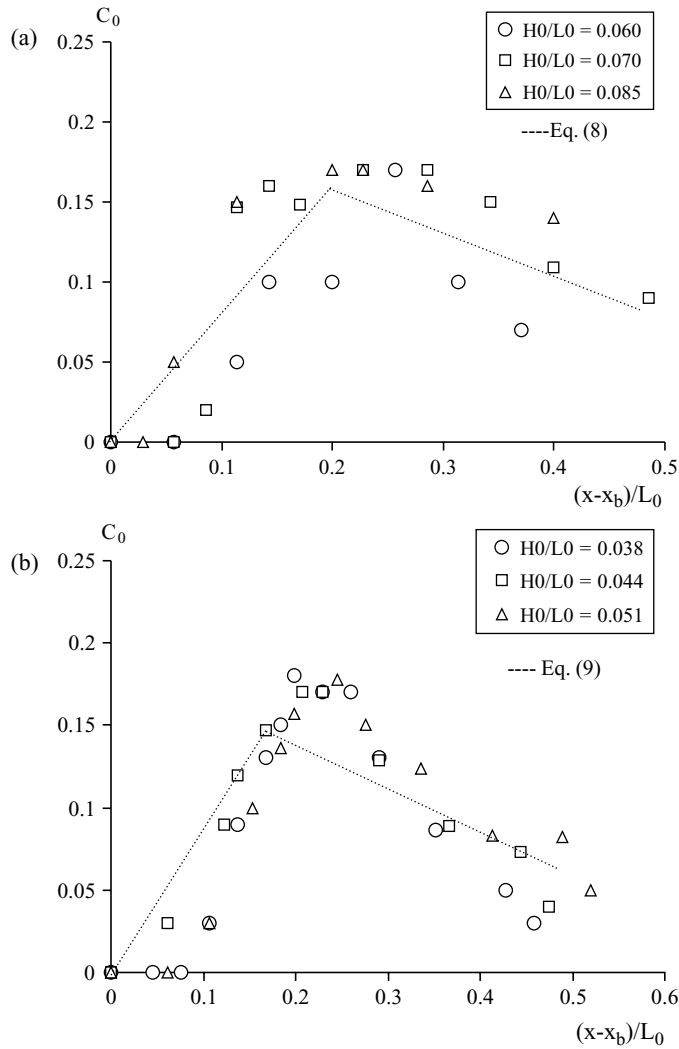 (a)
C0
0.25
0.2
0.15
0.1
0.05
0
0 0.1 0.2 0.3 0.4 0.5
(x-xb)/L0
H0/L0 = 0.060
H0/L0 = 0.070
H0/L0 = 0.085
----Eq. (8)
(b)
C0
0.25
0.2
0.15
0.1
0.05
0
0 0.1 0.2 0.3 0.4 0.5 0.6
(x-xb)/L0
H0/L0 = 0.038
H0/L0 = 0.044
H0/L0 = 0.051
---- Eq. (9)